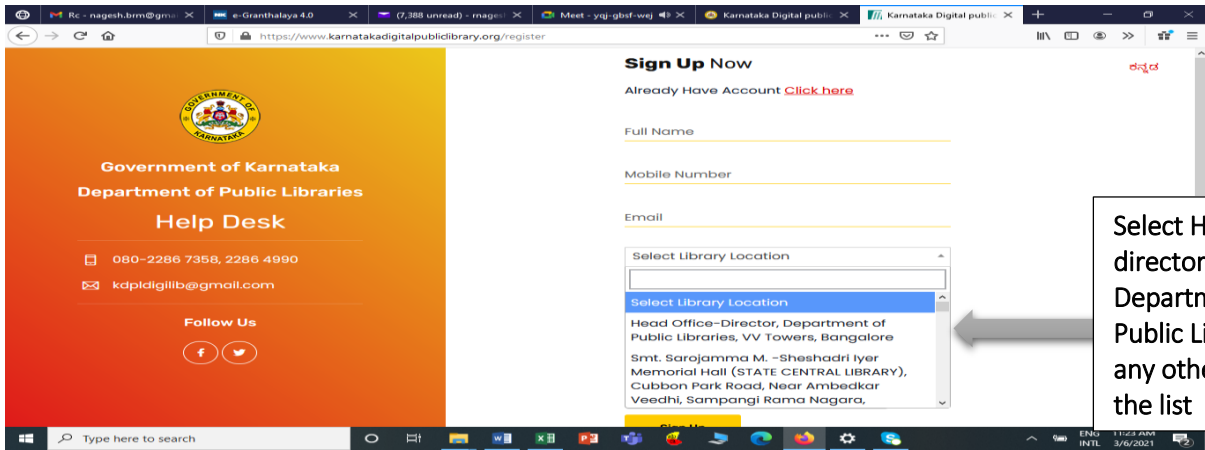 Rc - nagesh.brm@gma
e-Granthalaya 4.0
(7,388 unread) - rnages
Meet - yqj-gbsf-wej
Karnataka Digital public
Karnataka Digital public
https://www.karnatakadigitalpubliclibrary.org/register
Sign Up Now
ಕನ್ನಡ
Already Have Account Click here
GOVERNMENT OF
KARNATAKA
Full Name
Government of Karnataka
Department of Public Libraries
Mobile Number
Help Desk
Email
080-2286 7358, 2286 4990
kdpldigilib@gmail.com
Select Library Location
Select Library Location
Follow Us
Head Office-Director, Department of
Public Libraries, VV Towers, Bangalore
Smt. Sarojamma M. -Sheshadri Iyer
Memorial Hall (STATE CENTRAL LIBRARY),
Cubbon Park Road, Near Ambedkar
Veedhi, Sampangi Rama Nagara,
Sign Up
Select H
director
Departm
Public Li
any othe
the list
Type here to search
ENG
INTL
11:23 AM
3/6/2021
2